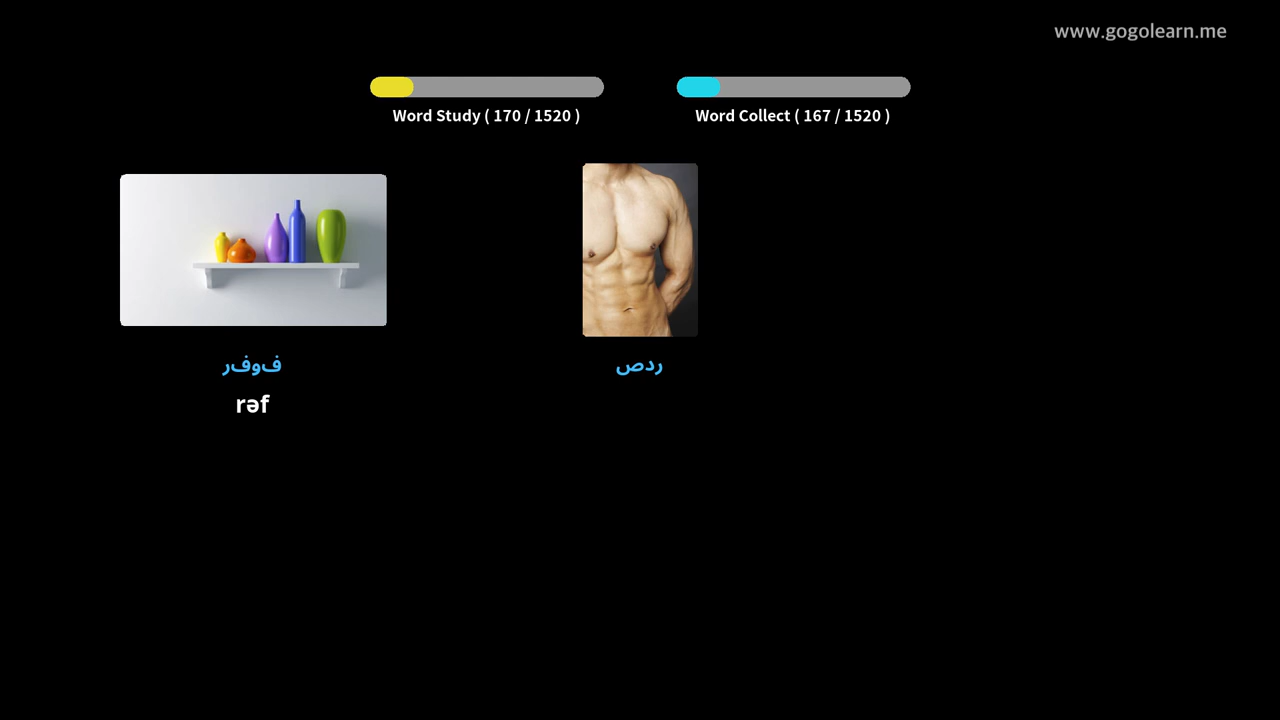 www.gogolearn.me
Word Study ( 170 / 1520 )
Word Collect ( 167 / 1520 )
فوفر
ردص
rəf